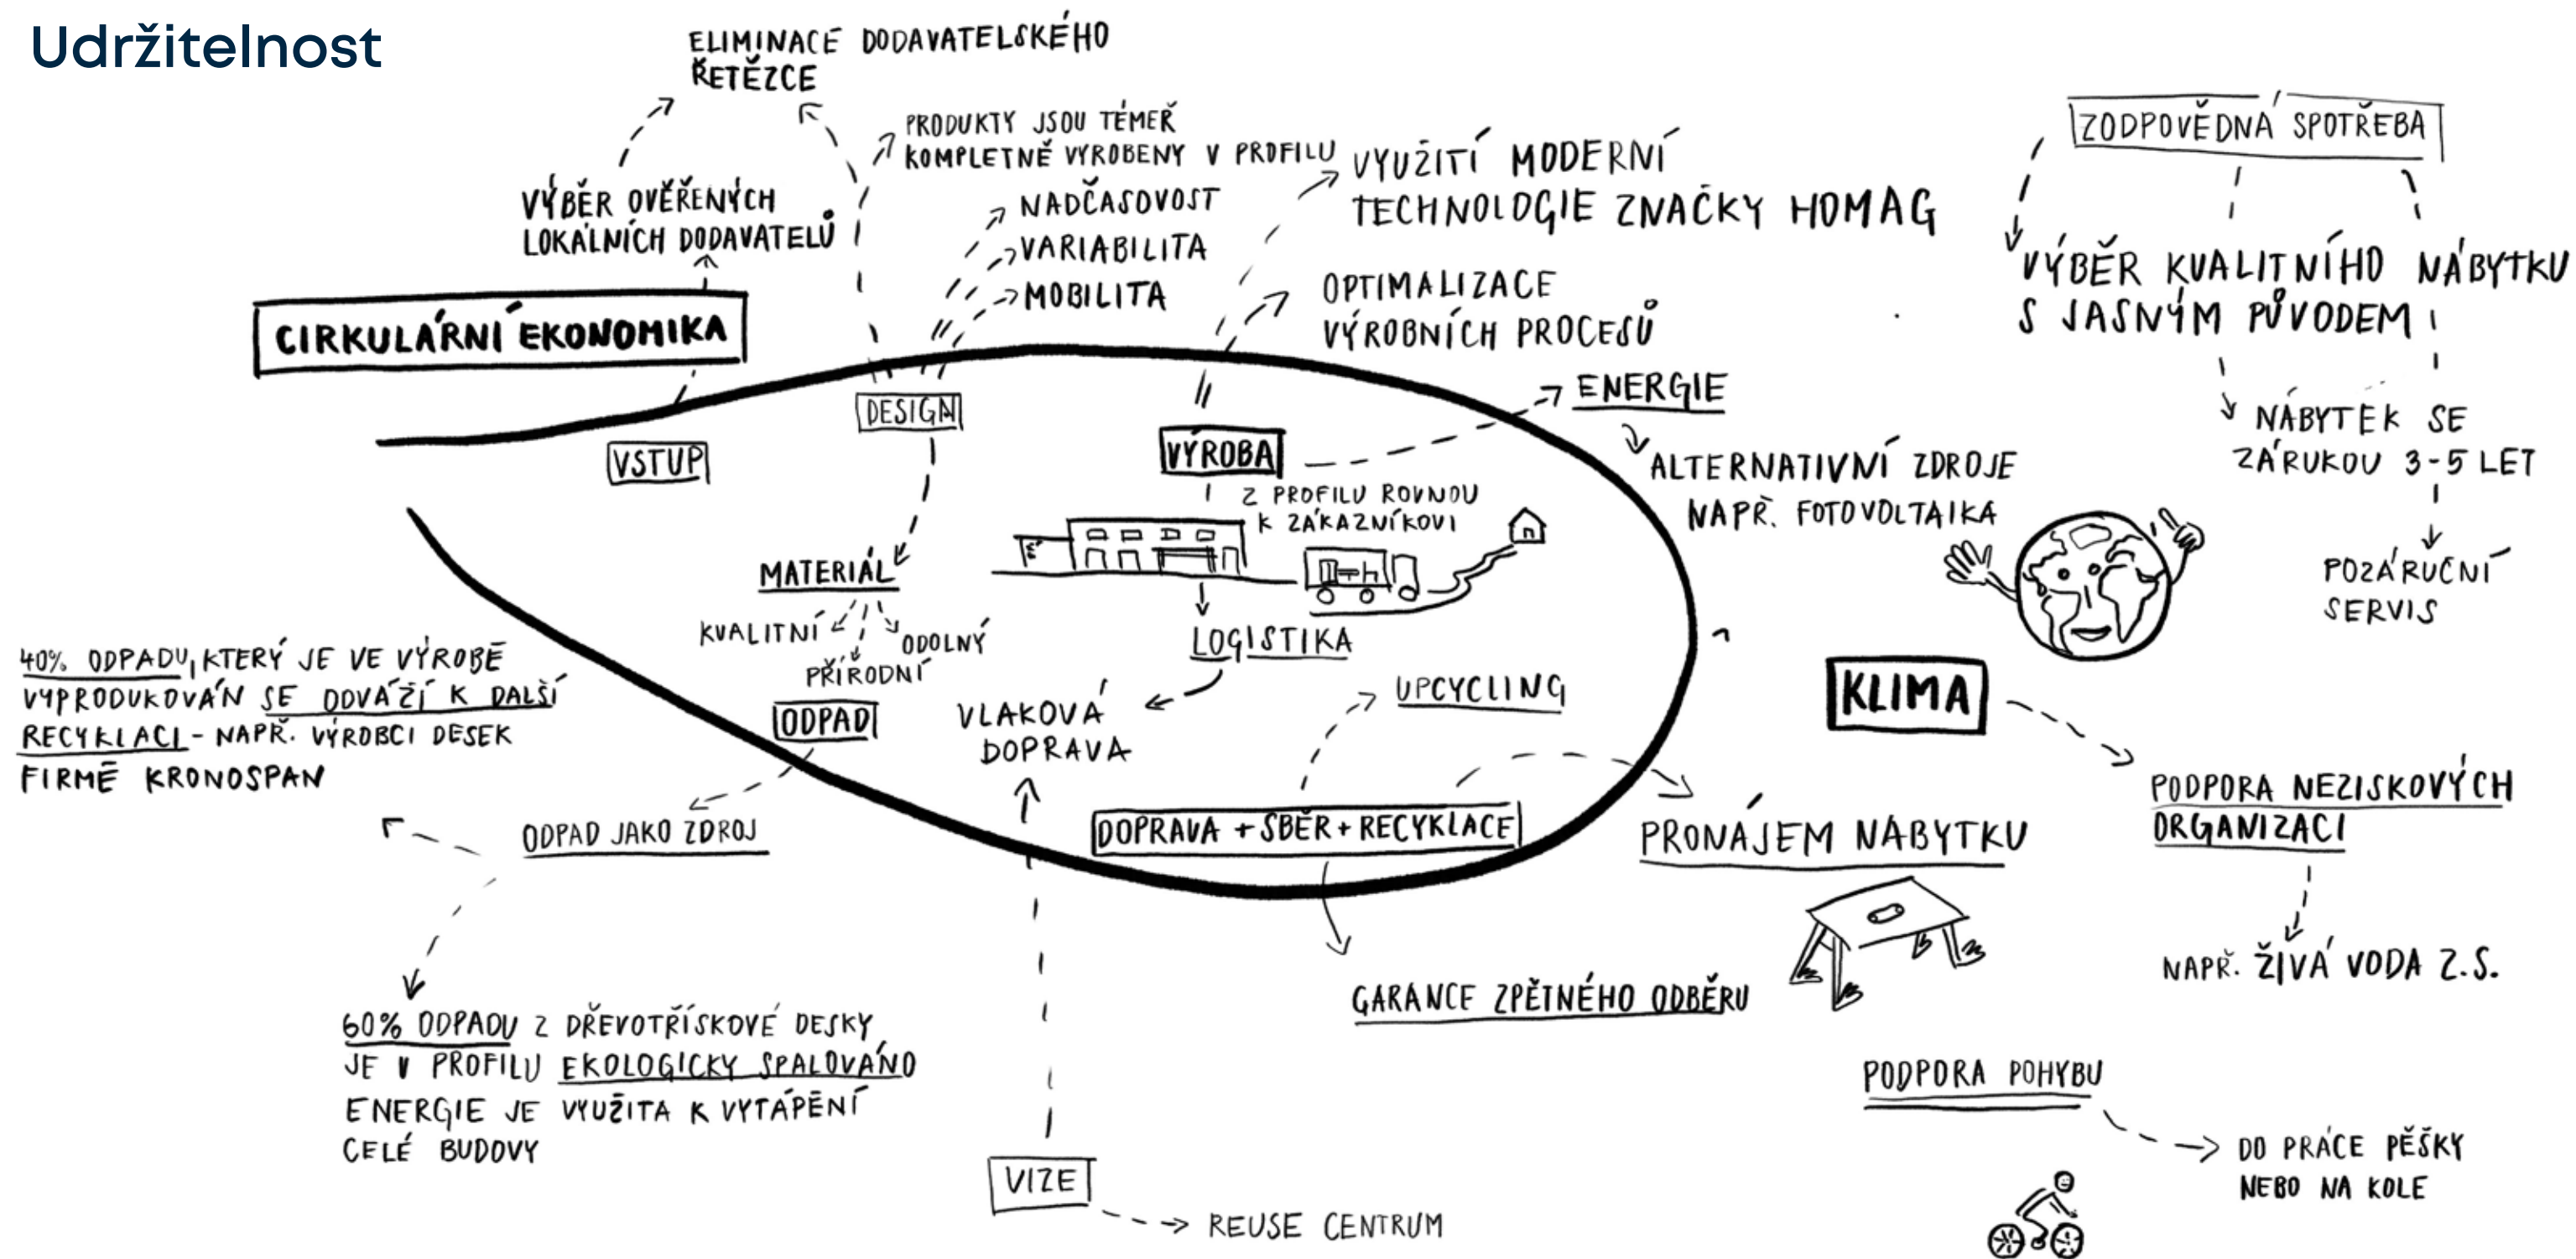 Udržitelnost
ELIMINACE DODAVATELSKÉHO
ŘETĚZCE
PRODUKTY JSOU TÉMĚŘ
KOMPLETNĚ VYROBENY V PROFILU
VÝBĚR OVĚŘENÝCH
LOKÁLNÍCH DODAVATELŮ
NADČASOVOST
VARIABILITA
MOBILITA
VYUŽITÍ MODERNÍ
TECHNOLOGIE ZNAČKY HOMAG
OPTIMALIZACE
VÝROBNÍCH PROCESŮ
CIRKULÁRNÍ EKONOMIKA
VSTUP
DESIGN
VÝROBA
ENERGIE
ALTERNATIVNÍ ZDROJE
NAPŘ. FOTOVOLTAIKA
Z PROFILU ROVNOU
K ZÁKAZNÍKOVI
MATERIÁL
KVALITNÍ
PŘÍRODNÍ
ODOLNÝ
LOGISTIKA
VLAKOVÁ
DOPRAVA
ODPAD
UPCYCLING
DOPRAVA + SBĚR + RECYKLACE
PRONÁJEM NÁBYTKU
GARANCE ZPĚTNÉHO ODBĚRU
40% ODPADU, KTERÝ JE VE VÝROBĚ
VYPRODUKOVÁN SE ODVÁŽÍ K DALŠÍ
RECYKLACI - NAPŘ. VÝROBCI DESEK
FIRMĚ KRONOSPAN
ODPAD JAKO ZDROJ
60% ODPADU Z DŘEVOTŘÍSKOVÉ DESKY
JE V PROFILU EKOLOGICKY SPALOVÁNO
ENERGIE JE VYUŽITA K VYTÁPĚNÍ
CELÉ BUDOVY
VIZE
REUSE CENTRUM
ZODPOVĚDNÁ SPOTŘEBA
VÝBĚR KVALITNÍHO NÁBYTKU
S JASNÝM PŮVODEM
NÁBYTEK SE
ZÁRUKOU 3-5 LET
POZÁRUČNÍ
SERVIS
KLIMA
PODPORA NEZISKOVÝCH
ORGANIZACÍ
NAPŘ. ŽIVÁ VODA Z.S.
PODPORA POHYBU
DO PRÁCE PĚŠKY
NEBO NA KOLE